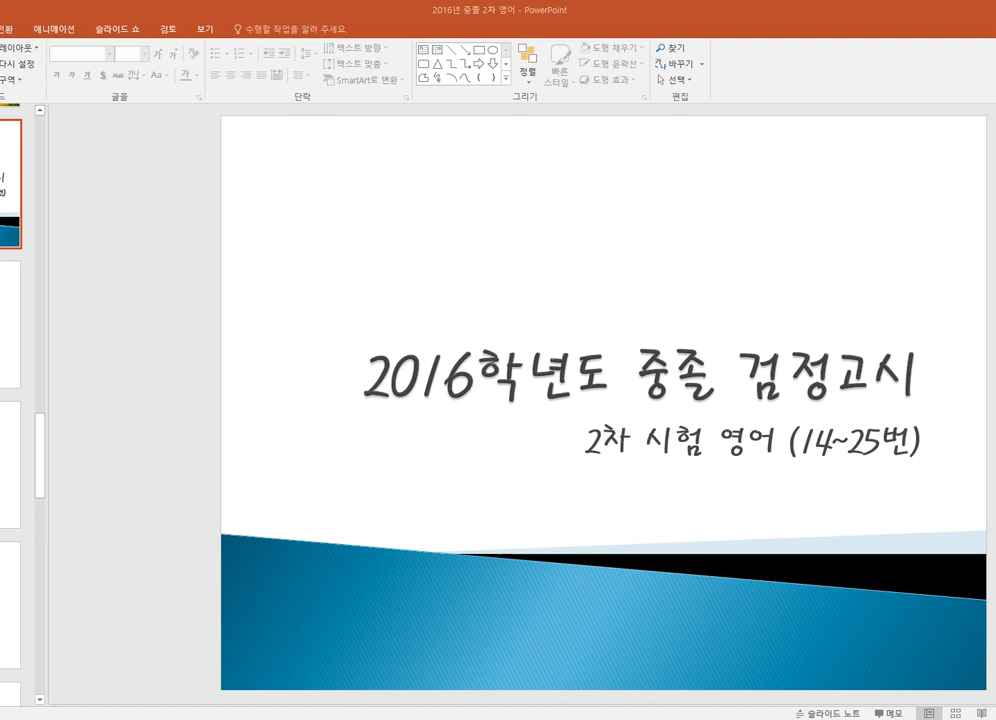 2016년 중졸 2차 영어 - PowerPoint
전환 애니메이션 슬라이드 쇼 검토 보기 수행할 작업을 알려 주세요.
레이아웃 텍스트 방향 도형 채우기 찾기
다시 설정 텍스트 맞춤 정렬 빠른 도형 윤곽선 바꾸기
구역 가 가 가 S abc 간 Aa 가 SmartArt로 변환 스타일 도형 효과 선택
글꼴 단락 그리기 편집
2016학년도 중졸 검정고시
2차 시험 영어 (14~25번)
슬라이드 노트 메모